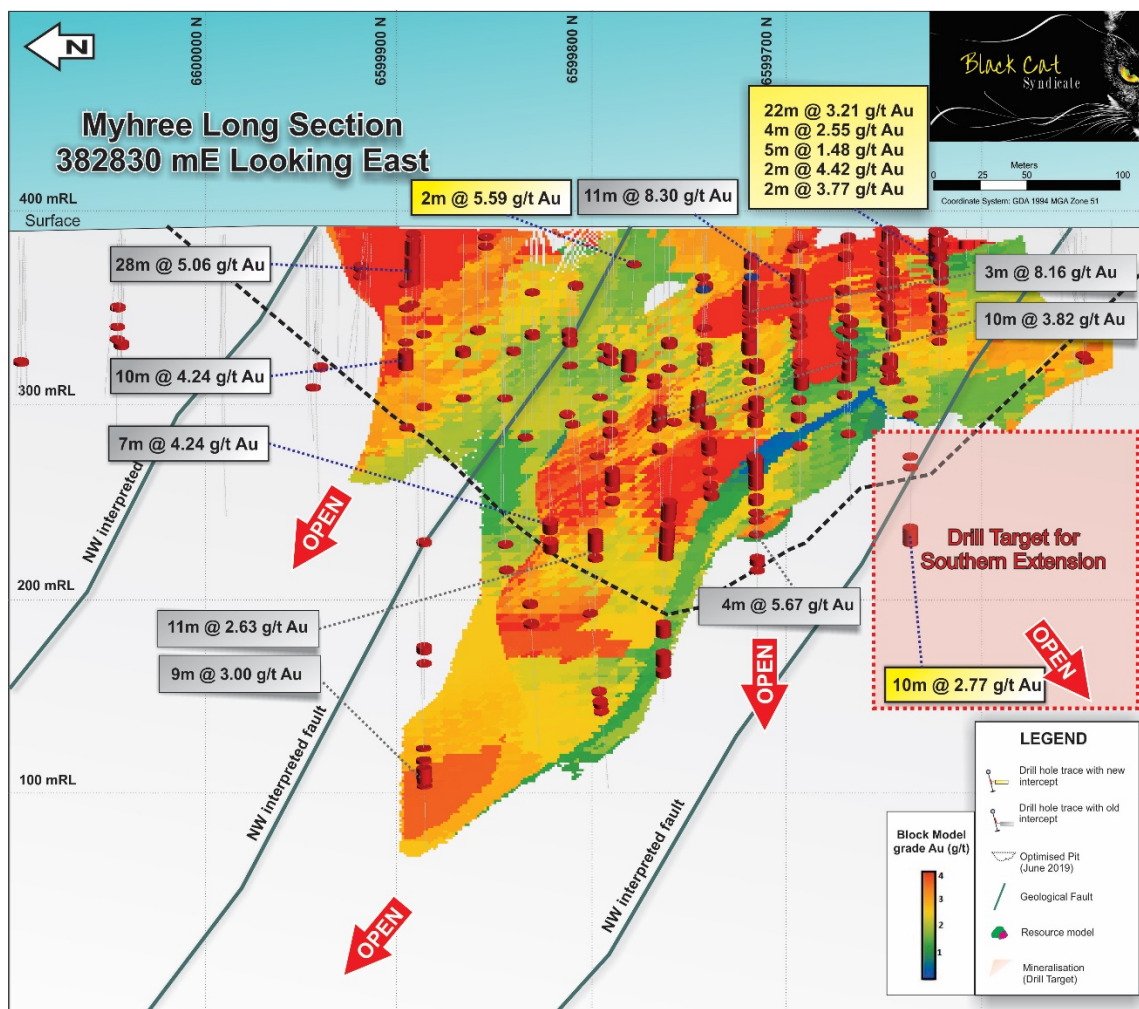 N
6600000 N
6599900 N
6599800 N
6599700 N
Black Cat
Syndicate
Myhree Long Section
382830 mE Looking East
22m @ 3.21 g/t Au
4m @ 2.55 g/t Au
5m @ 1.48 g/t Au
2m @ 4.42 g/t Au
2m @ 3.77 g/t Au
Meters
0 25 50 100
Coordinate System: GDA 1994 MGA Zone 51
2m @ 5.59 g/t Au
11m @ 8.30 g/t Au
400 mRL
Surface
28m @ 5.06 g/t Au
3m @ 8.16 g/t Au
10m @ 3.82 g/t Au
10m @ 4.24 g/t Au
300 mRL
7m @ 4.24 g/t Au
OPEN
NW interpreted
Drill Target for
Southern Extension
200 mRL
4m @ 5.67 g/t Au
11m @ 2.63 g/t Au
OPEN
OPEN
9m @ 3.00 g/t Au
10m @ 2.77 g/t Au
100 mRL
NW interpreted fault
NW interpreted fault
OPEN
LEGEND
Drill hole trace with new
intercept
Drill hole trace with old
intercept
Optimised Pit
(June 2019)
Geological Fault
Resource model
Mineralisation
(Drill Target)
Block Model
grade Au (g/t)
4
3
2
1